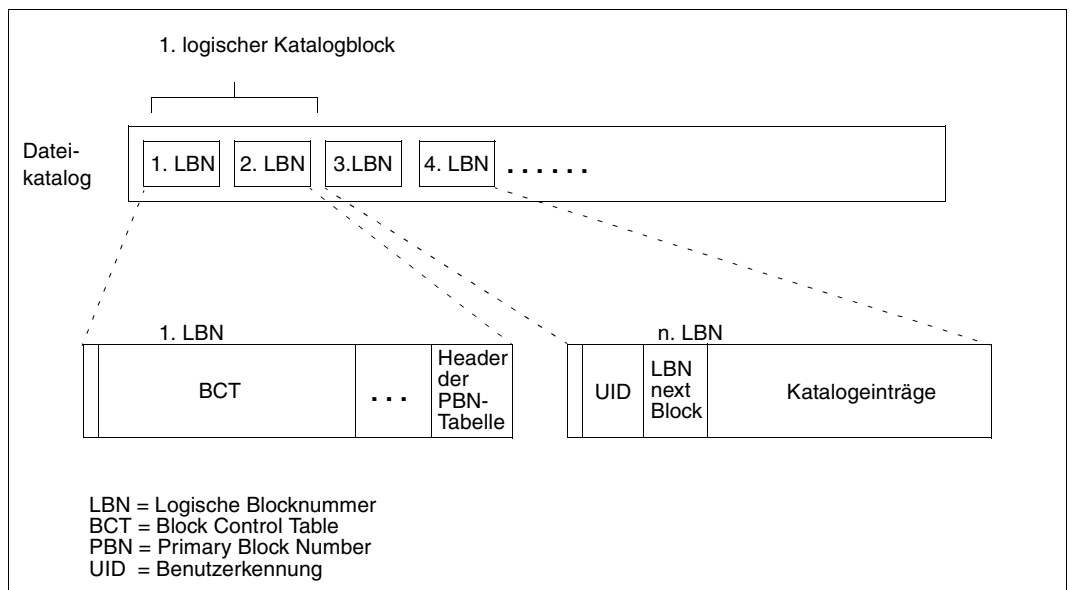 1. logischer Katalogblock
Datei-
katalog
1. LBN 2. LBN 3.LBN 4. LBN ......
1. LBN
n. LBN
BCT
...
Header
der
PBN-
Tabelle
UID
LBN
next
Block
Katalogeinträge
LBN = Logische Blocknummer
BCT = Block Control Table
PBN = Primary Block Number
UID = Benutzerkennung